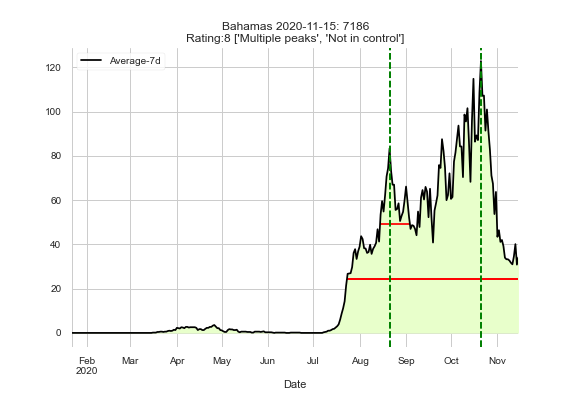 Bahamas 2020-11-15: 7186
Rating:8 ['Multiple peaks', 'Not in control']
Average-7d
120
100
80
60
40
20
0
Feb Mar Apr May Jun Jul Aug Sep Oct Nov
2020
Date